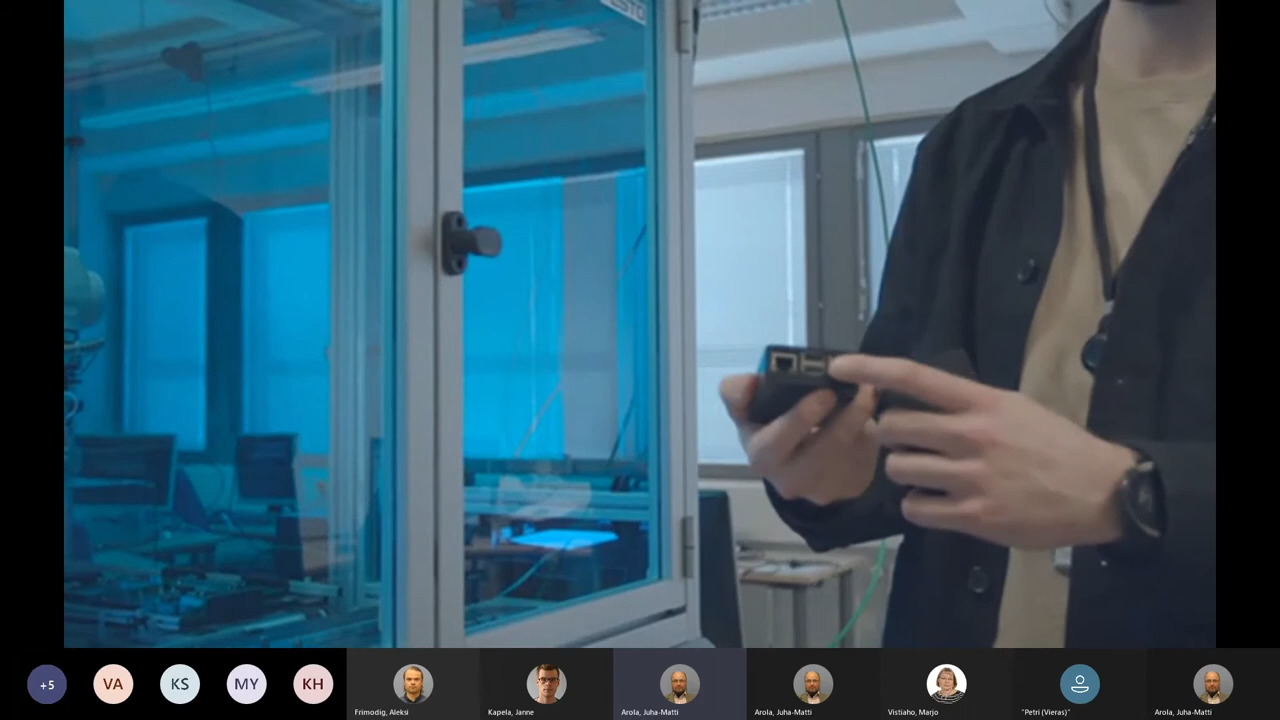 +5
VA
KS
MY
KH
Frimodig, Aleksi
Kapela, Janne
Arola, Juha-Matti
Arola, Juha-Matti
Vistiaho, Marjo
"Petri (Vieras)"
Arola, Juha-Matti